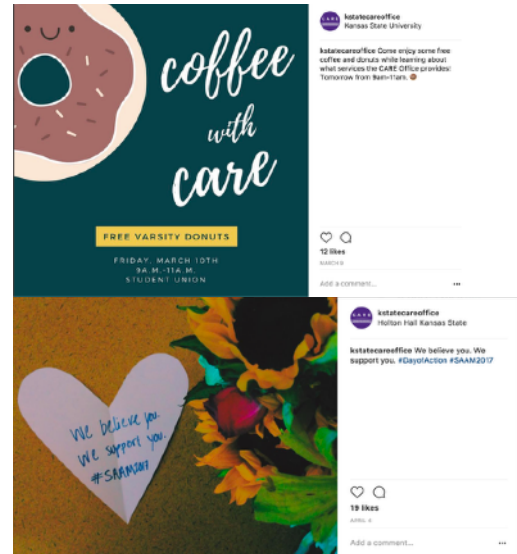 coffee
with
care
FREE VARSITY DONUTS
FRIDAY, MARCH 10TH
9A.M.-11A.M.
STUDENT UNION
CARE
kstatecareoffice
Kansas State University
kstatecareoffice Come enjoy some free
coffee and donuts while learning about
what services the CARE Office provides!
Tomorrow from 9am-11am. 🍩
12 likes
MARCH 9
Add a comment...
We believe you.
We support you.
#SAAM2017
CARE
kstatecareoffice
Holton Hall Kansas State
kstatecareoffice We believe you. We
support you. #DayofAction #SAAM2017
19 likes
APRIL 4
Add a comment...